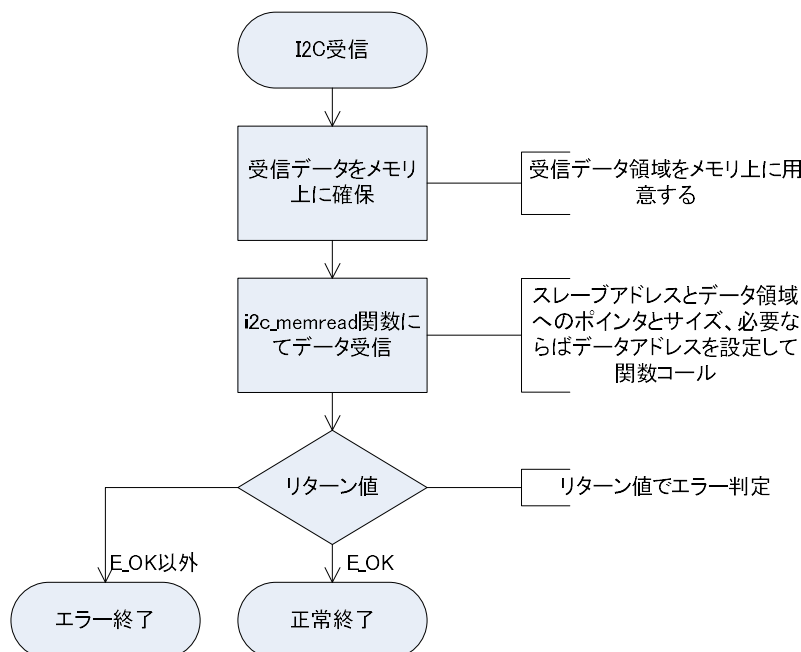 I2C受信
受信データをメモリ
上に確保
受信データ領域をメモリ上に用
意する
i2c_memread関数に
てデータ受信
スレーブアドレスとデータ領域
へのポインタとサイズ、必要な
らばデータアドレスを設定して
関数コール
リターン値
リターン値でエラー判定
E_OK以外
E_OK
エラー終了
正常終了